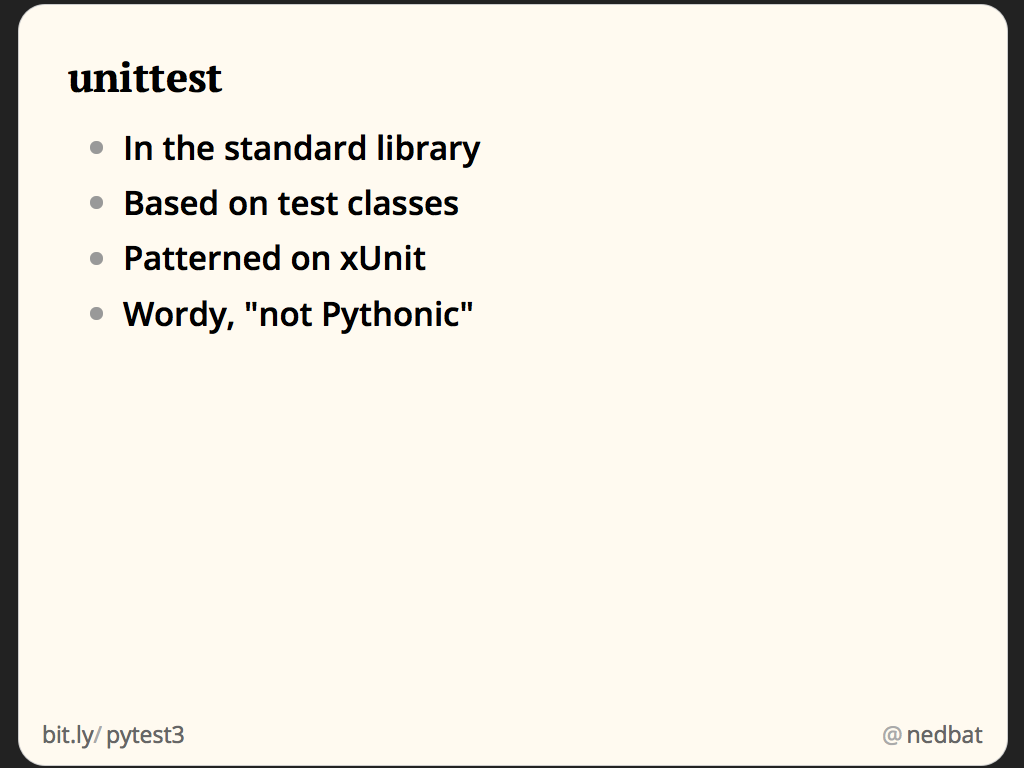 unittest
In the standard library
Based on test classes
Patterned on xUnit
Wordy, "not Pythonic"
bit.ly/pytest3
@nedbat